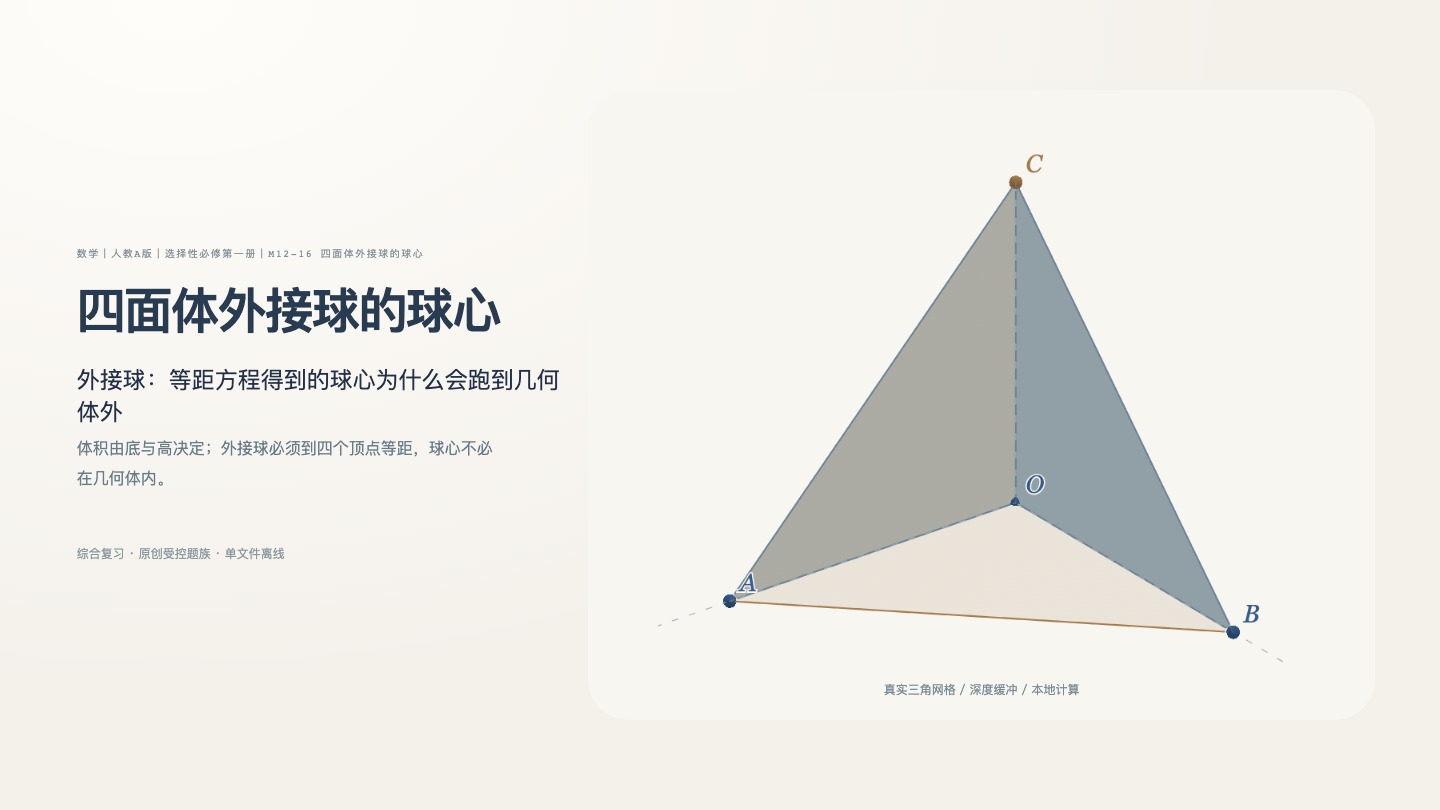 数学｜人教A版｜选择性必修第一册｜M12-16 四面体外接球的球心
四面体外接球的球心
外接球：等距方程得到的球心为什么会跑到几何
体外
体积由底与高决定；外接球必须到四个顶点等距，球心不必
在几何体内。
综合复习 · 原创受控题族 · 单文件离线
C
O
A
B
真实三角网格 / 深度缓冲 / 本地计算